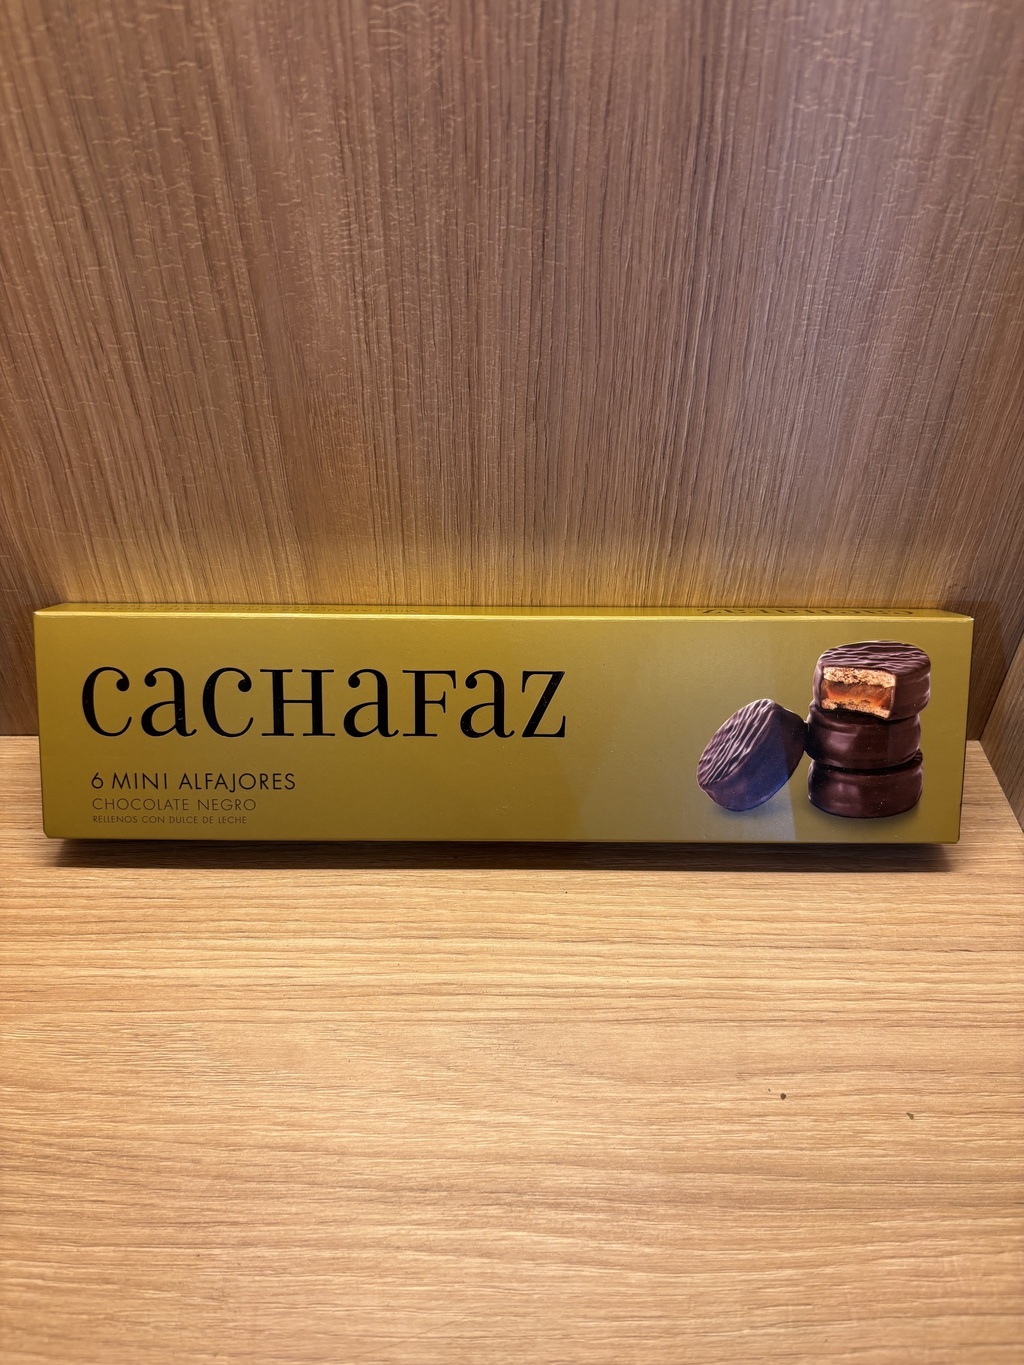 CACHAFAZ
6 MINI ALFAJORES
CHOCOLATE NEGRO
RELLENOS CON DULCE DE LECHE